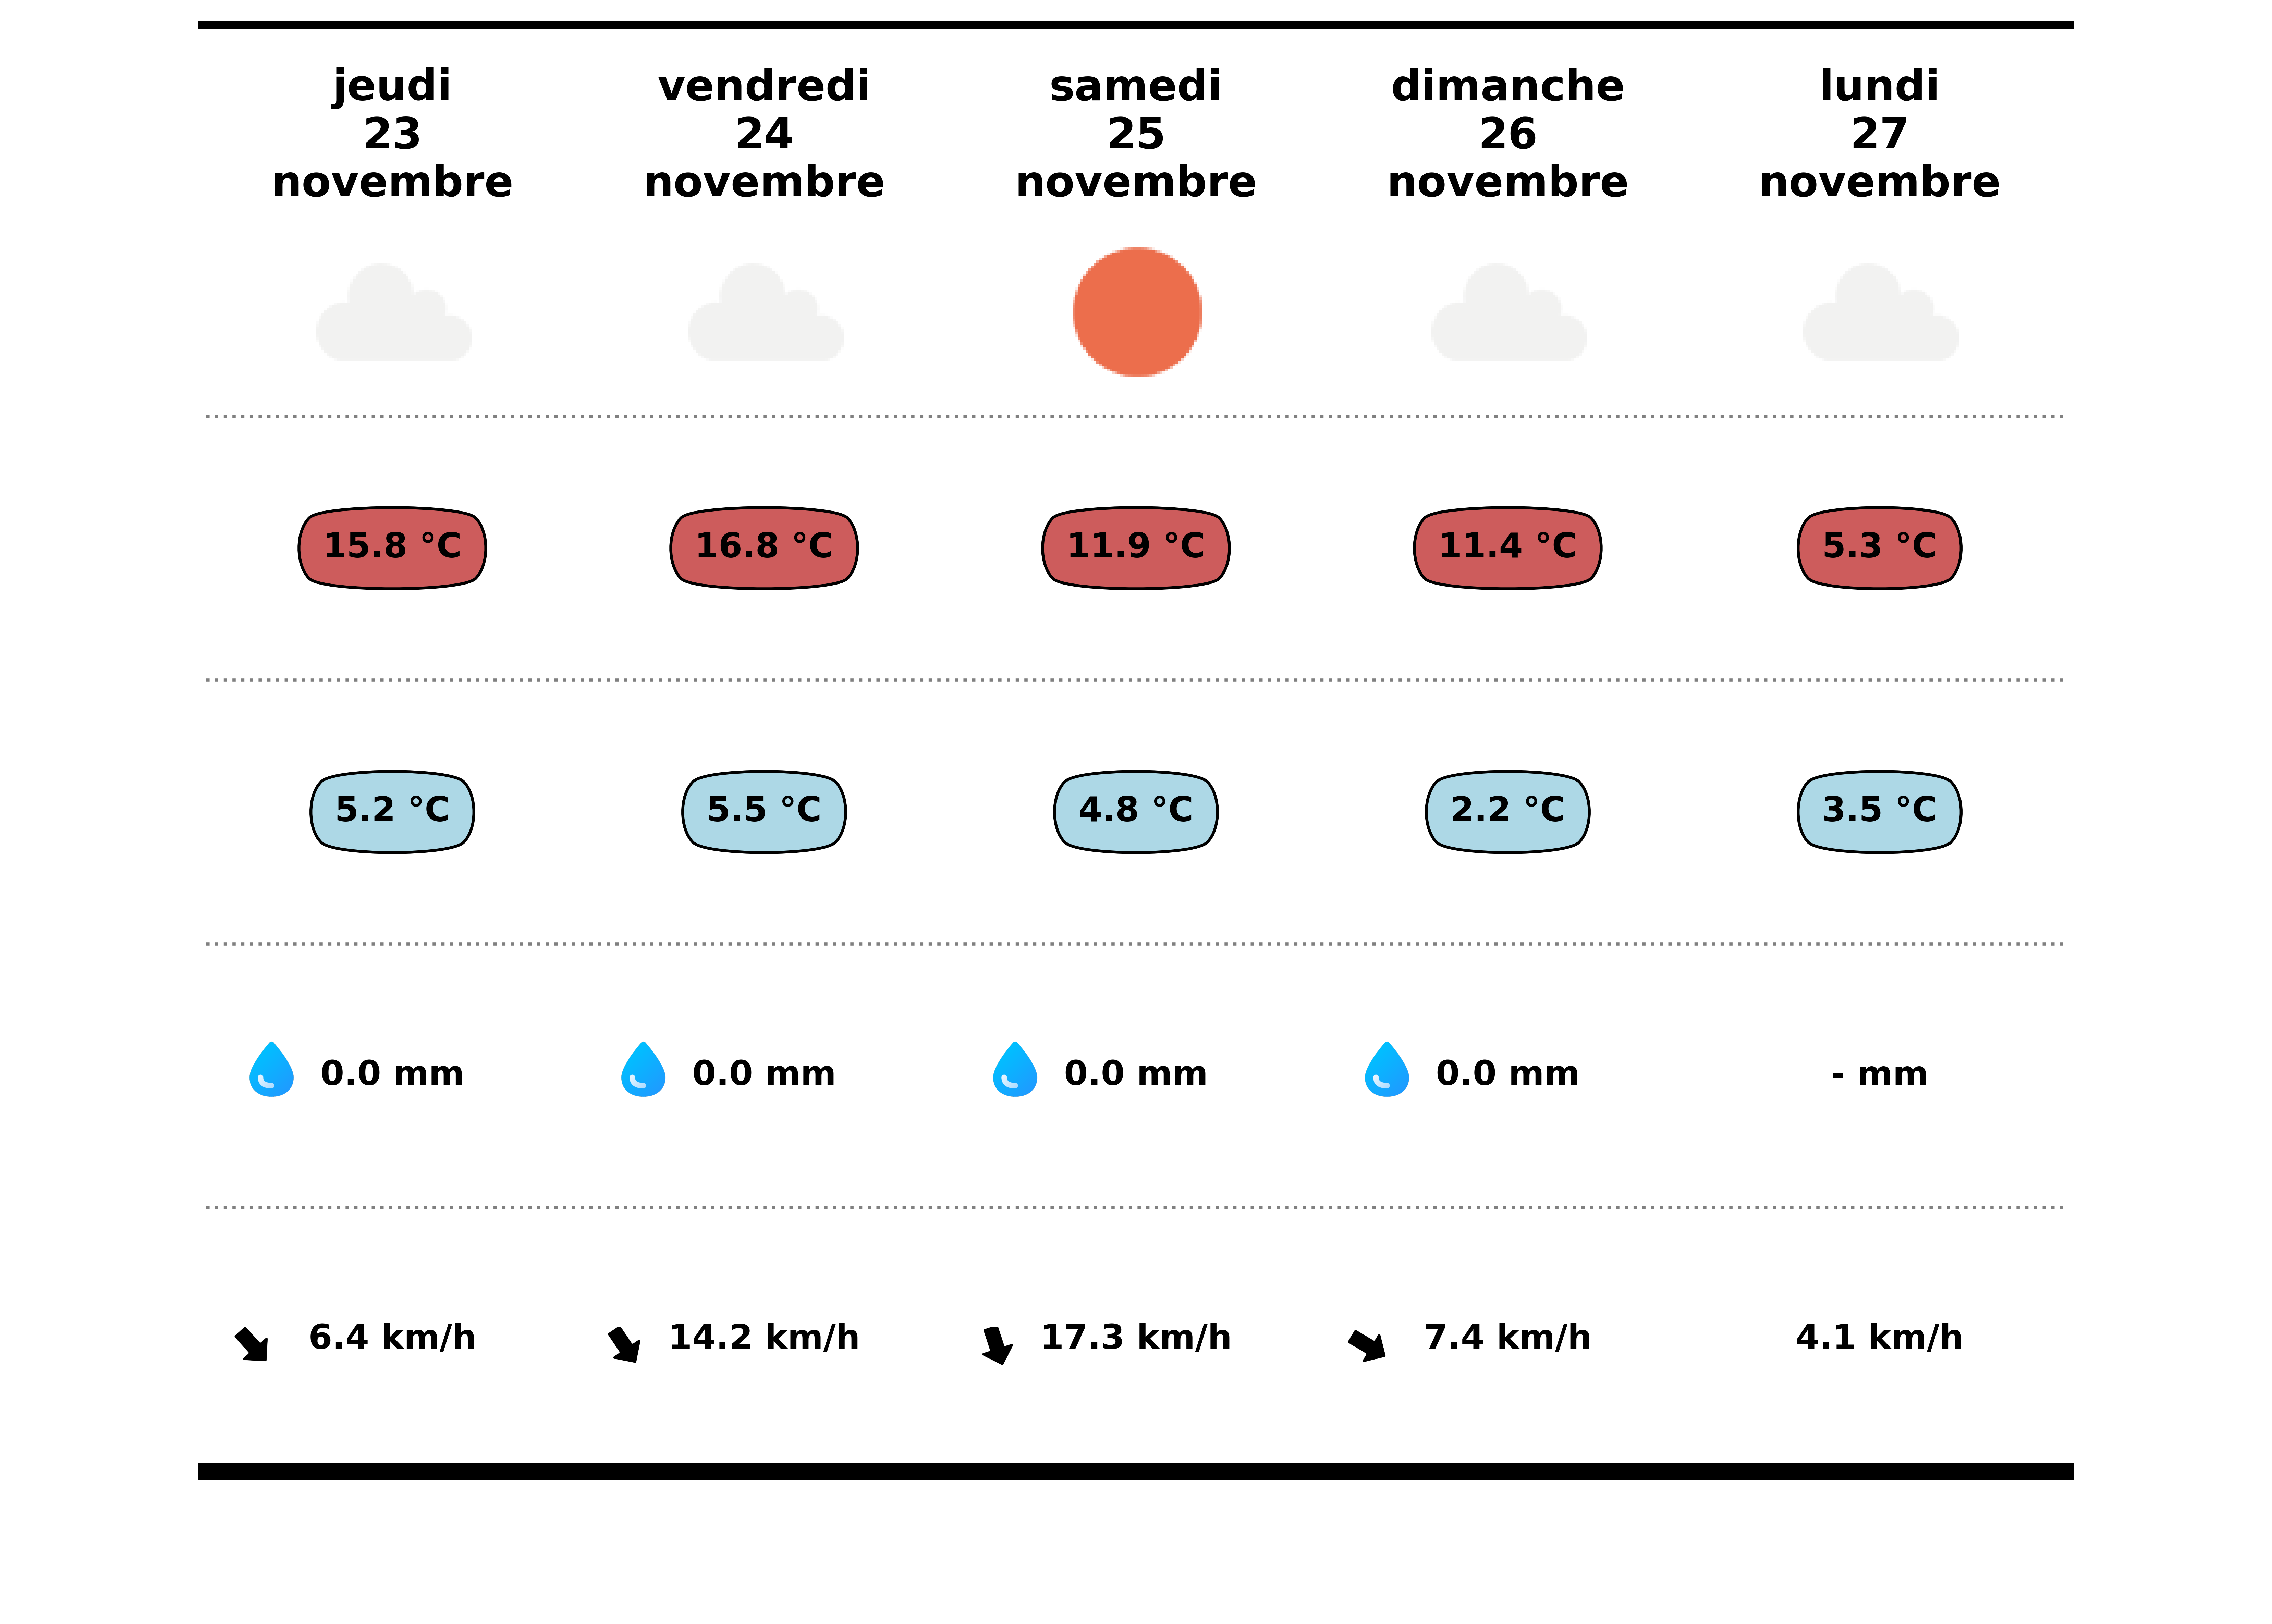 jeudi
23
novembre
vendredi
24
novembre
samedi
25
novembre
dimanche
26
novembre
lundi
27
novembre
15.8 °C
16.8 °C
11.9 °C
11.4 °C
5.3 °C
5.2 °C
5.5 °C
4.8 °C
2.2 °C
3.5 °C
0.0 mm
0.0 mm
0.0 mm
0.0 mm
- mm
6.4 km/h
14.2 km/h
17.3 km/h
7.4 km/h
4.1 km/h